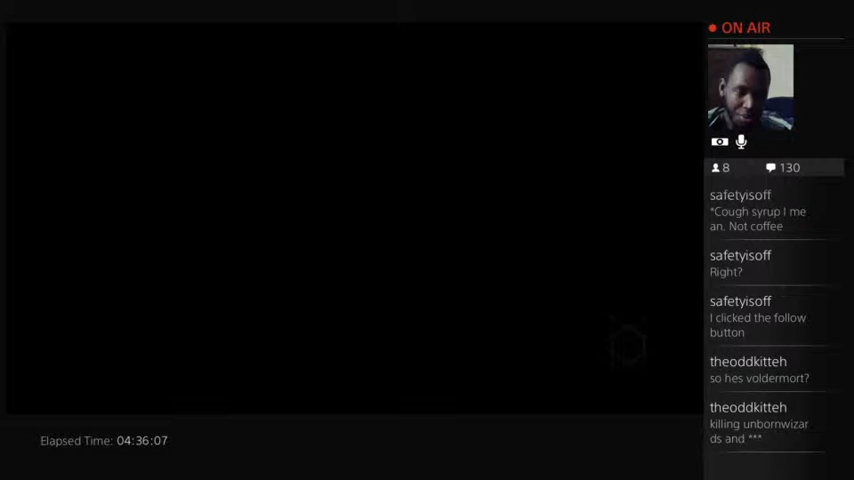 ON AIR
8 130
safetyisoff
*Cough syrup I me
an. Not coffee
safetyisoff
Right?
safetyisoff
I clicked the follow
button
theoddkitteh
so hes voldermort?
theoddkitteh
killing unbornwizar
ds and ***
Elapsed Time: 04:36:07